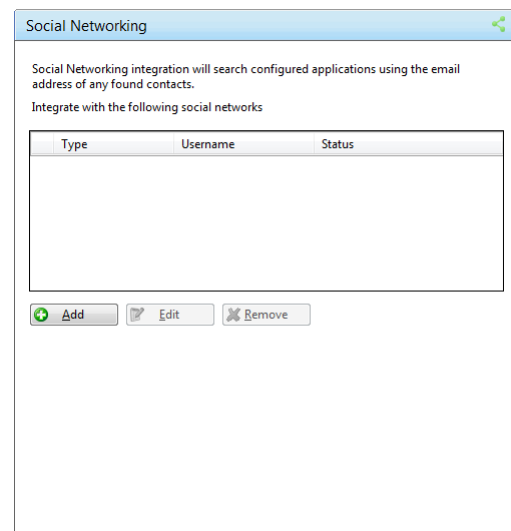 Social Networking
Social Networking integration will search configured applications using the email
address of any found contacts.
Integrate with the following social networks
Type Username Status
Add Edit Remove